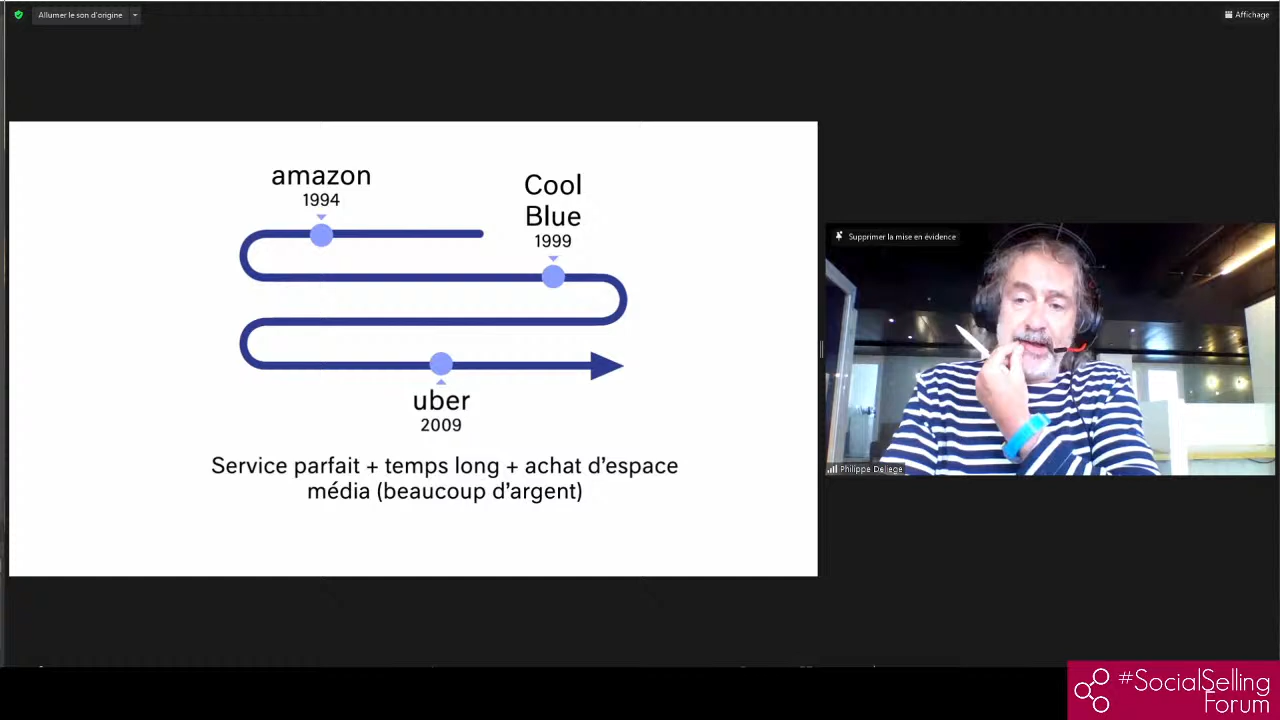 Allumer le son d'origine
Affichage
amazon
1994
Cool
Blue
1999
uber
2009
Service parfait + temps long + achat d'espace
média (beaucoup d'argent)
Supprimer la mise en évidence
Philippe Deliege
#SocialSelling
Forum